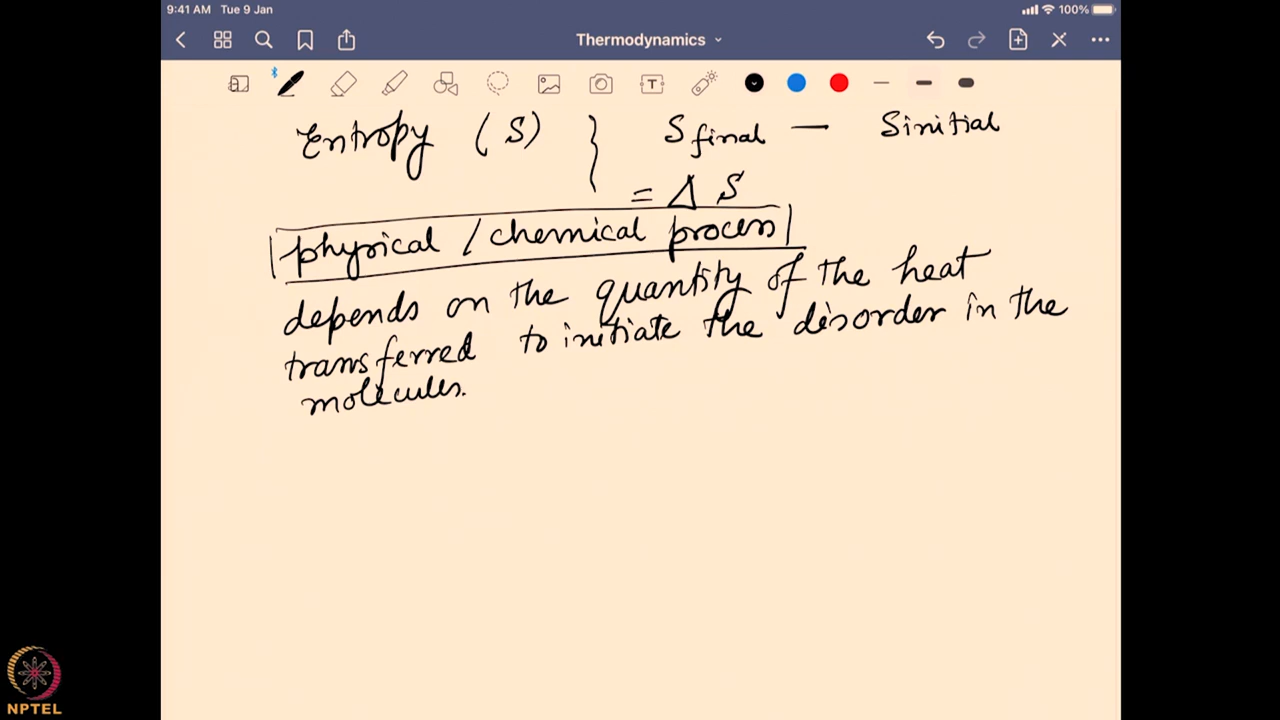 9:41 AM Tue 9 Jan 100%
Thermodynamics
T
Entropy (S) } S final — Sinitial
= Δ S
physical / chemical process
depends on the quantity of the heat
transferred to initiate the disorder in the
molecules.
NPTEL